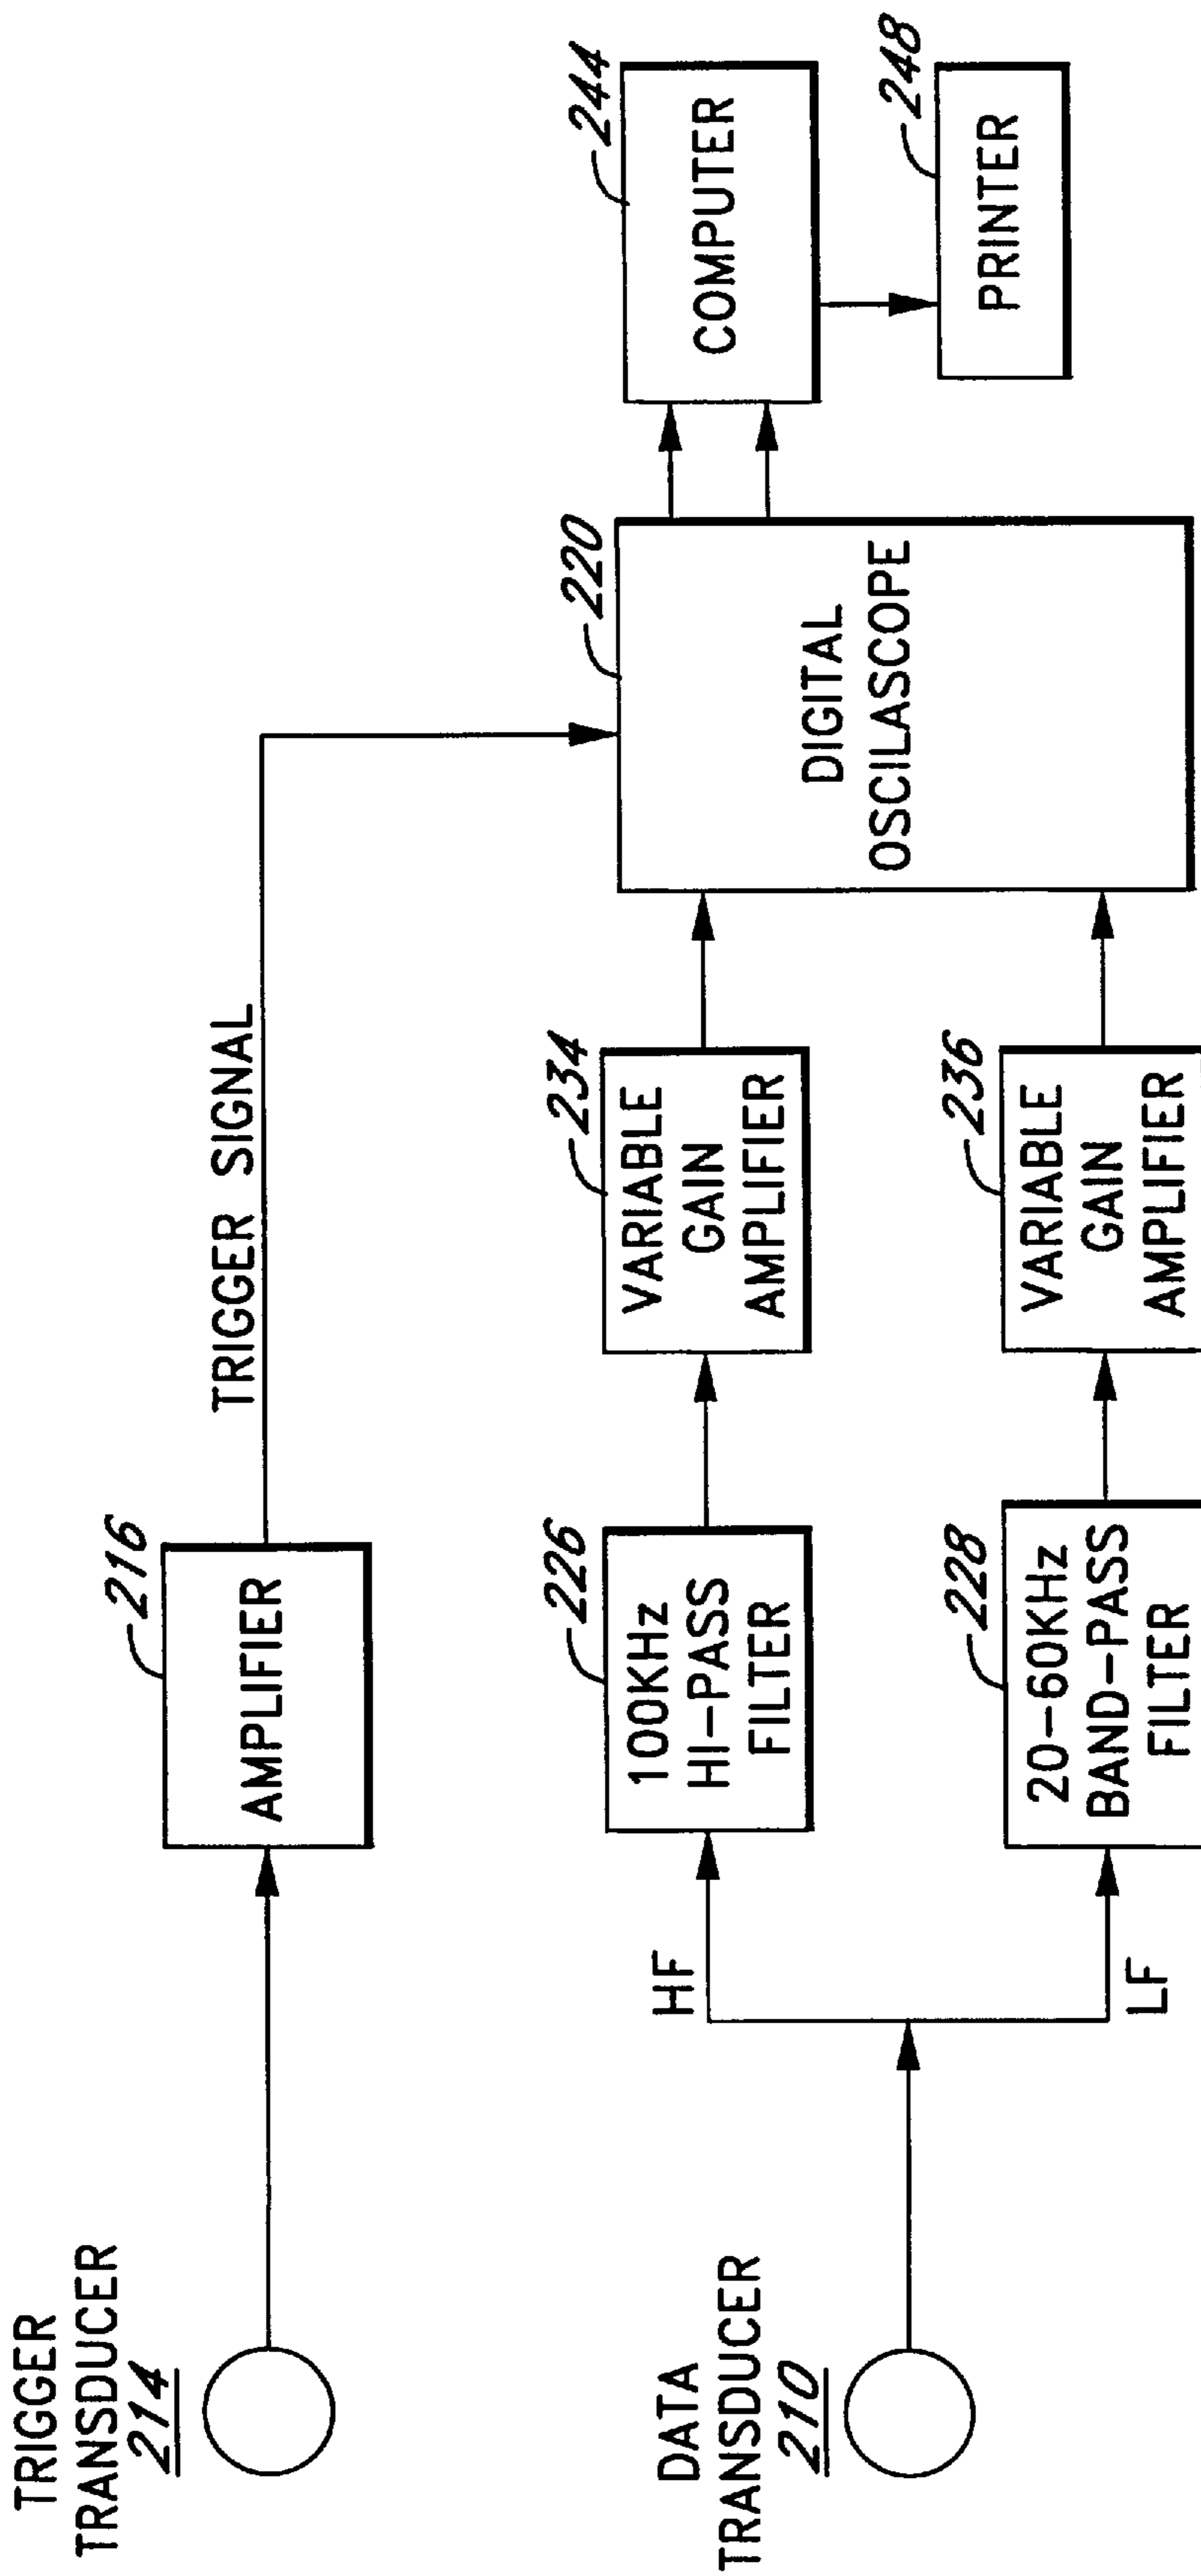 TRIGGER
TRANSDUCER
214
216
AMPLIFIER
TRIGGER SIGNAL
DATA
TRANSDUCER
210
HF
LF
226
100KHz
HI-PASS
FILTER
228
20-60KHz
BAND-PASS
FILTER
234
VARIABLE
GAIN
AMPLIFIER
236
VARIABLE
GAIN
AMPLIFIER
220
DIGITAL
OSCILASCOPE
244
COMPUTER
248
PRINTER